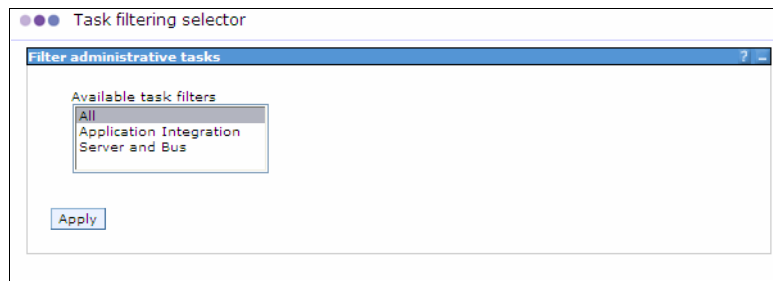 Task filtering selector
Filter administrative tasks ? –
Available task filters
All
Application Integration
Server and Bus
Apply